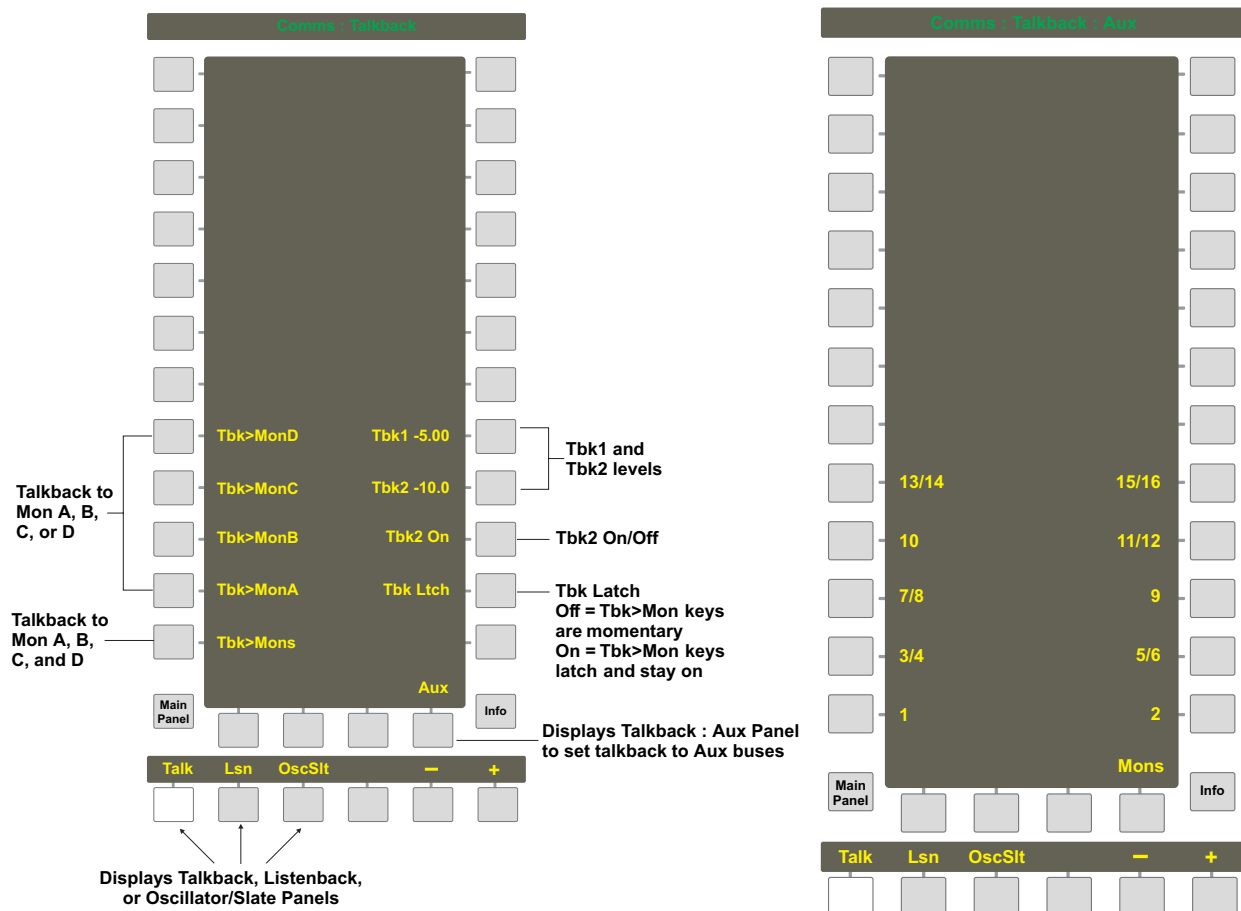 Comms : Talkback
Tbk>MonD
Tbk1 -5.00
Tbk>MonC
Tbk2 -10.0
Tbk>MonB
Tbk2 On
Tbk>MonA
Tbk Ltch
Tbk>Mons
Aux
Main
Panel
Info
Talk
Lsn
OscSlt
–
+
Talkback to
Mon A, B,
C, or D
Talkback to
Mon A, B,
C, and D
Tbk1 and
Tbk2 levels
Tbk2 On/Off
Tbk Latch
Off = Tbk>Mon keys
are momentary
On = Tbk>Mon keys
latch and stay on
Displays Talkback : Aux Panel
to set talkback to Aux buses
Displays Talkback, Listenback,
or Oscillator/Slate Panels
Comms : Talkback : Aux
13/14
15/16
10
11/12
7/8
9
3/4
5/6
1
2
Mons
Main
Panel
Info
Talk
Lsn
OscSlt
–
+